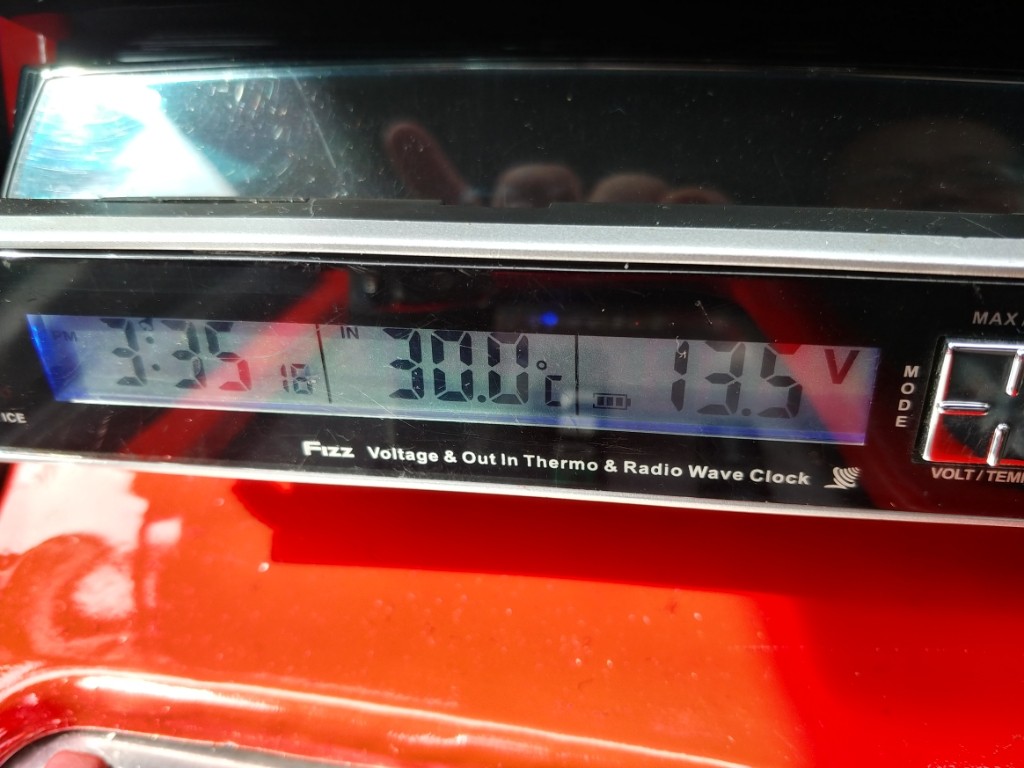 MAX
PM 3:35 18 IN 30.0°C 13.5 V
MODE
ICE
FIZZ Voltage & Out In Thermo & Radio Wave Clock
VOLT / TEM